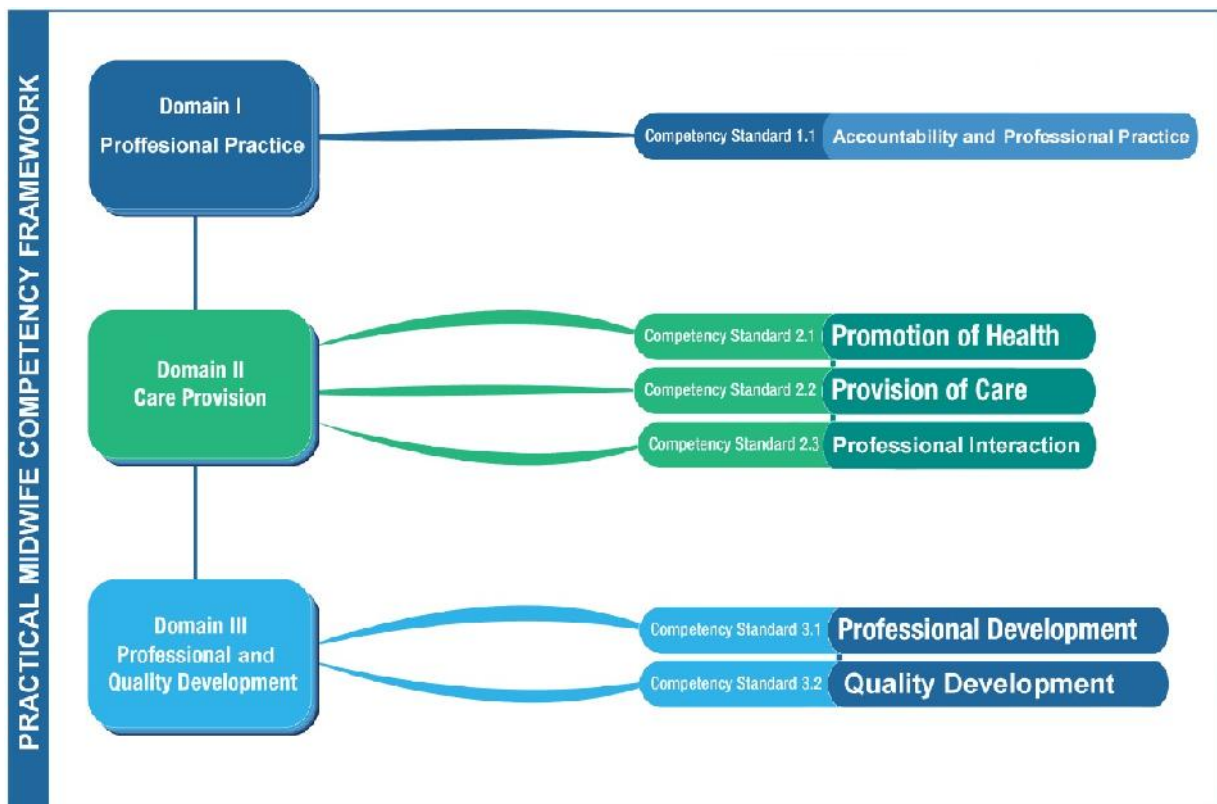 PRACTICAL MIDWIFE COMPETENCY FRAMEWORK
Domain I
Proffesional Practice
Competency Standard 1.1 Accountability and Professional Practice
Domain II
Care Provision
Competency Standard 2.1 Promotion of Health
Competency Standard 2.2 Provision of Care
Competency Standard 2.3 Professional Interaction
Domain III
Professional and
Quality Development
Competency Standard 3.1 Professional Development
Competency Standard 3.2 Quality Development